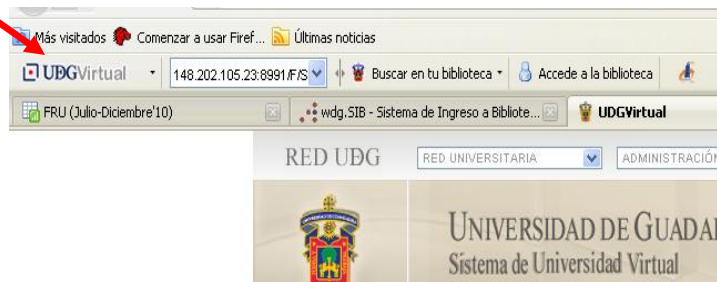 Más visitados Comenzar a usar Firef... Últimas noticias
UDGVirtual 148.202.105.23:8991/F/S Buscar en tu biblioteca Accede a la biblioteca
FRU (Julio-Diciembre'10) wdg.SIB - Sistema de Ingreso a Bibliote... UDGVirtual
RED UDG RED UNIVERSITARIA ADMINISTRACIÓN
UNIVERSIDAD DE GUADA
Sistema de Universidad Virtual